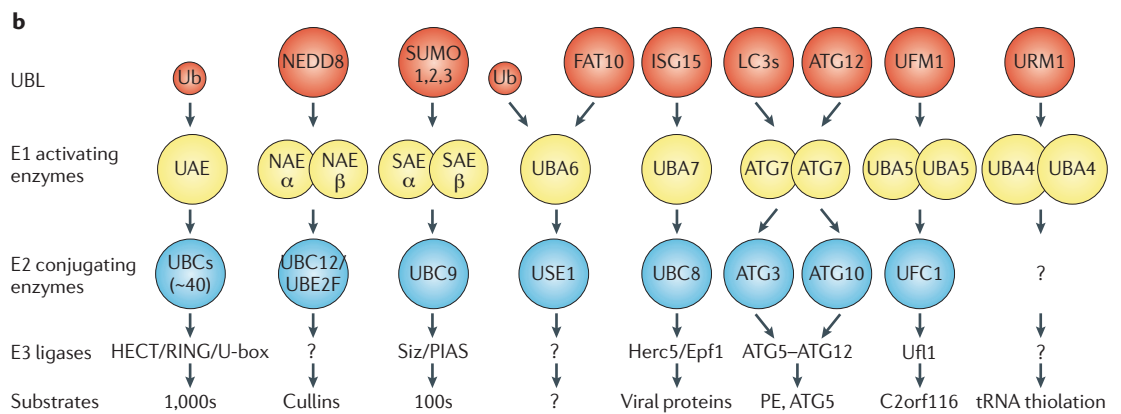 b
UBL
Ub
NEDD8
SUMO
1,2,3
Ub
FAT10
ISG15
LC3s
ATG12
UFM1
URM1
E1 activating
enzymes
UAE
NAE
α
NAE
β
SAE
α
SAE
β
UBA6
UBA7
ATG7
ATG7
UBA5
UBA5
UBA4
UBA4
E2 conjugating
enzymes
UBCs
(~40)
UBC12/
UBE2F
UBC9
USE1
UBC8
ATG3
ATG10
UFC1
?
E3 ligases
HECT/RING/U-box
?
Siz/PIAS
?
Herc5/Epf1
ATG5–ATG12
Ufl1
?
Substrates
1,000s
Cullins
100s
?
Viral proteins
PE, ATG5
C2orf116
tRNA thiolation